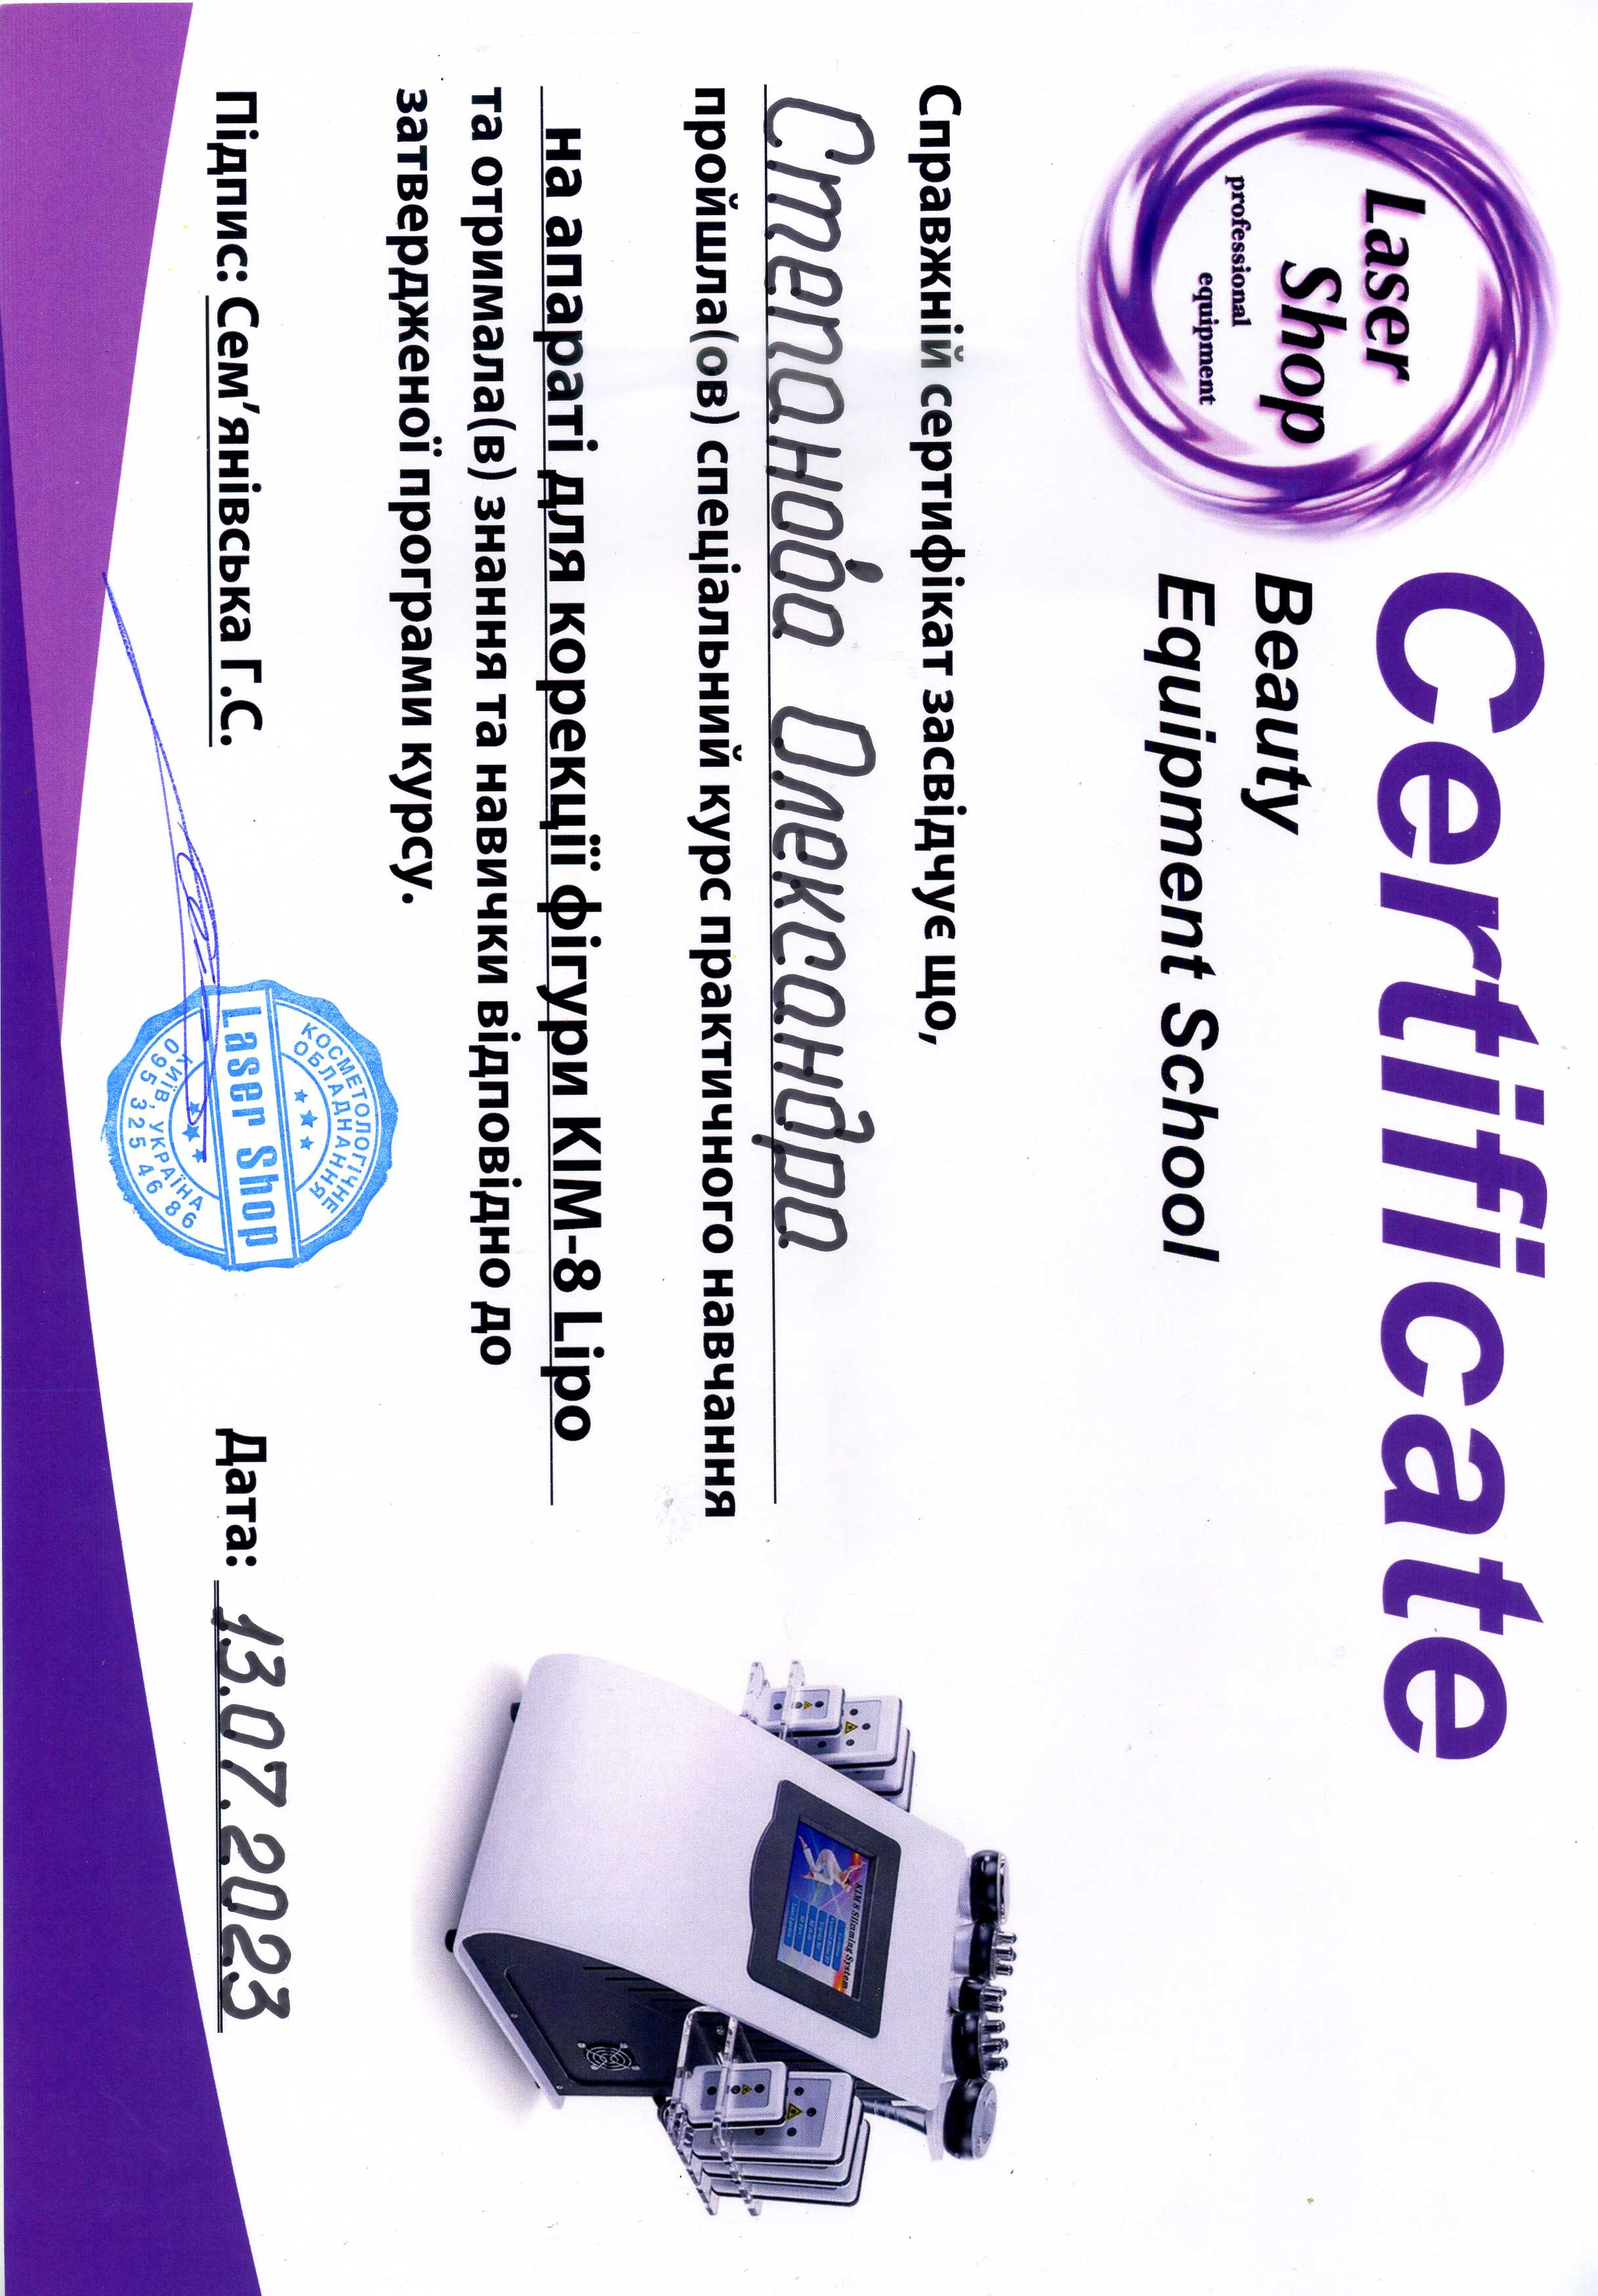 Laser
Shop
professional
equipment
Certificate
Beauty
Equipment School
Справжній сертифікат засвідчує що,
Степанова Олександра
пройшла(ов) спеціальний курс практичного навчання
на апараті для корекції фігури KIM-8 Lipo
та отримала(в) знання та навички відповідно до
затвердженої програми курсу.
KIM 8 Slimming System
КОСМЕТОЛОГІЧНЕ
ОБЛАДНАННЯ
Laser Shop
КИЇВ, УКРАЇНА
095 325 46 86
Підпис: Сем’янівська Г.С.
Дата: 13.07.2023